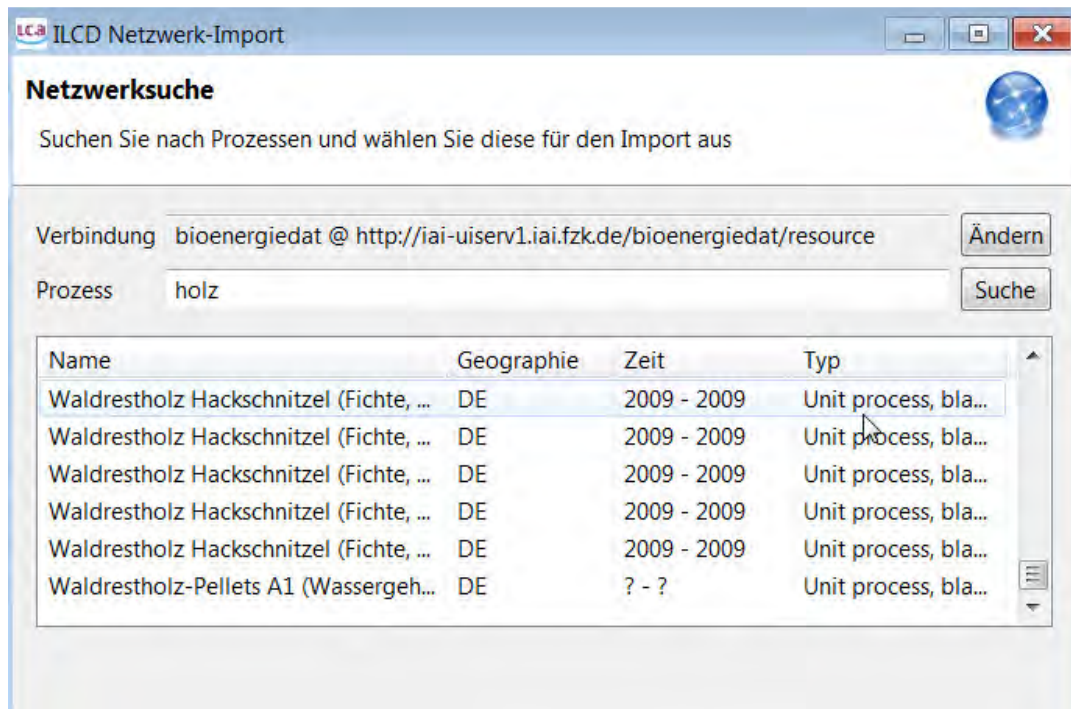 LCa ILCD Netzwerk-Import
Netzwerksuche
Suchen Sie nach Prozessen und wählen Sie diese für den Import aus
Verbindung bioenergiedat @ http://iai-uiserv1.iai.fzk.de/bioenergiedat/resource Ändern
Prozess holz Suche
Name Geographie Zeit Typ
Waldrestholz Hackschnitzel (Fichte, ... DE 2009 - 2009 Unit process, bla...
Waldrestholz Hackschnitzel (Fichte, ... DE 2009 - 2009 Unit process, bla...
Waldrestholz Hackschnitzel (Fichte, ... DE 2009 - 2009 Unit process, bla...
Waldrestholz Hackschnitzel (Fichte, ... DE 2009 - 2009 Unit process, bla...
Waldrestholz Hackschnitzel (Fichte, ... DE 2009 - 2009 Unit process, bla...
Waldrestholz-Pellets A1 (Wassergeh... DE ? - ? Unit process, bla...